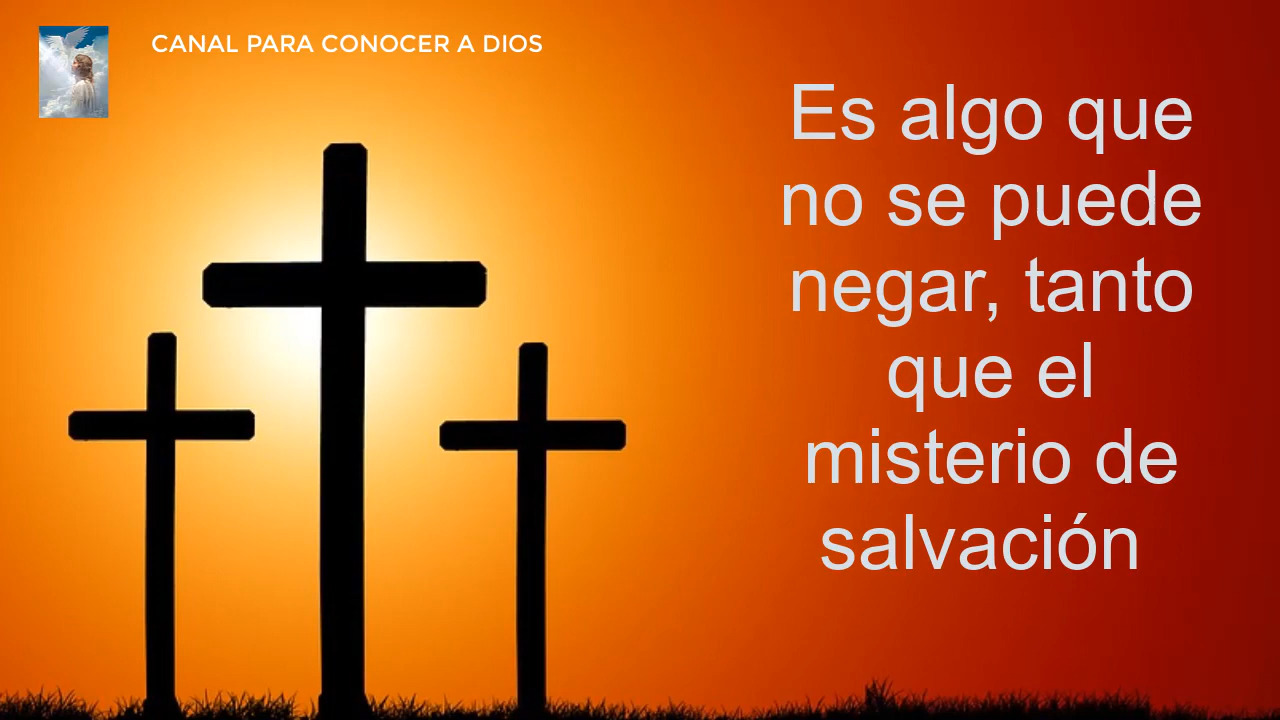 CANAL PARA CONOCER A DIOS
Es algo que
no se puede
negar, tanto
que el
misterio de
salvación